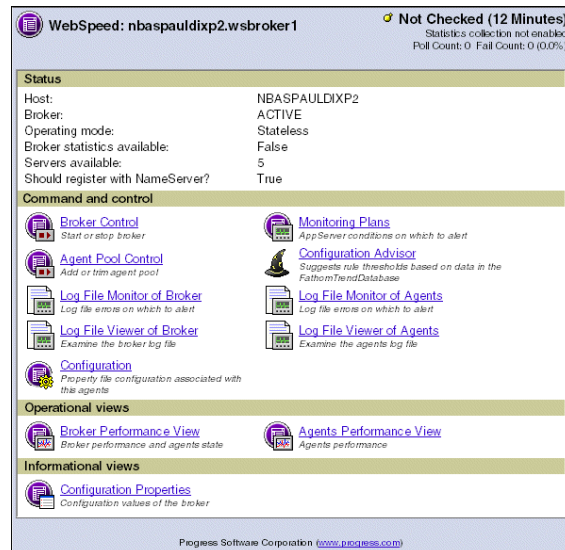 WebSpeed: nbaspauldixp2.wsbroker1
Not Checked (12 Minutes)
Statistics collection not enabled
Poll Count: 0 Fail Count: 0 (0.0%)
Status
Host: NBASPAULDIXP2
Broker: ACTIVE
Operating mode: Stateless
Broker statistics available: False
Servers available: 5
Should register with NameServer? True
Command and control
Broker Control
Start or stop broker
Monitoring Plans
AppServer conditions on which to alert
Agent Pool Control
Add or trim agent pool
Configuration Advisor
Suggests rule thresholds based on data in the
FathomTrendDatabase
Log File Monitor of Broker
Log file errors on which to alert
Log File Monitor of Agents
Log file errors on which to alert
Log File Viewer of Broker
Examine the broker log file
Log File Viewer of Agents
Examine the agents log file
Configuration
Property file configuration associated with
this agents
Operational views
Broker Performance View
Broker performance and agents state
Agents Performance View
Agents performance
Informational views
Configuration Properties
Configuration values of the broker
Progress Software Corporation (www.progress.com)